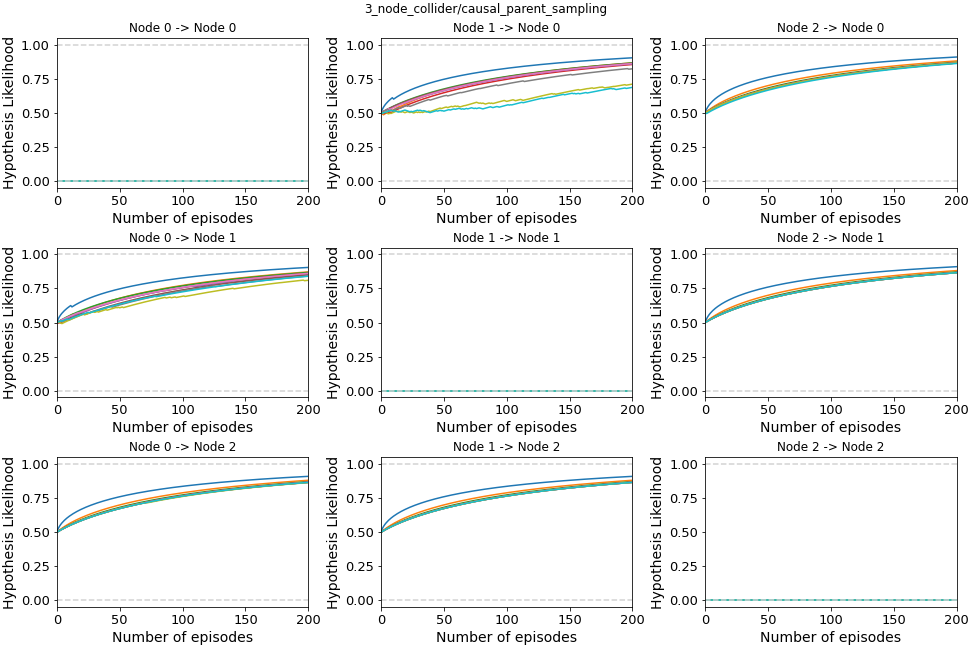 3_node_collider/causal_parent_sampling
Node 0 -> Node 0
Node 1 -> Node 0
Node 2 -> Node 0
Hypothesis Likelihood
1.00
0.75
0.50
0.25
0.00
0 50 100 150 200
Number of episodes
Hypothesis Likelihood
1.00
0.75
0.50
0.25
0.00
0 50 100 150 200
Number of episodes
Hypothesis Likelihood
1.00
0.75
0.50
0.25
0.00
0 50 100 150 200
Number of episodes
Node 0 -> Node 1
Node 1 -> Node 1
Node 2 -> Node 1
Hypothesis Likelihood
1.00
0.75
0.50
0.25
0.00
0 50 100 150 200
Number of episodes
Hypothesis Likelihood
1.00
0.75
0.50
0.25
0.00
0 50 100 150 200
Number of episodes
Hypothesis Likelihood
1.00
0.75
0.50
0.25
0.00
0 50 100 150 200
Number of episodes
Node 0 -> Node 2
Node 1 -> Node 2
Node 2 -> Node 2
Hypothesis Likelihood
1.00
0.75
0.50
0.25
0.00
0 50 100 150 200
Number of episodes
Hypothesis Likelihood
1.00
0.75
0.50
0.25
0.00
0 50 100 150 200
Number of episodes
Hypothesis Likelihood
1.00
0.75
0.50
0.25
0.00
0 50 100 150 200
Number of episodes